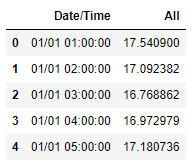 Date/Time All
0 01/01 01:00:00 17.540900
1 01/01 02:00:00 17.092382
2 01/01 03:00:00 16.768862
3 01/01 04:00:00 16.972979
4 01/01 05:00:00 17.180736